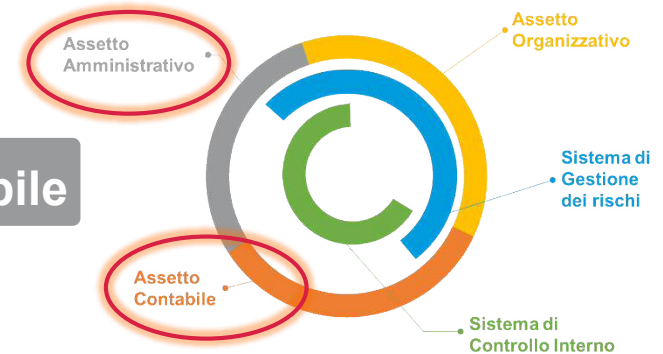 Assetto
Organizzativo
Assetto
Amministrativo
bile
Sistema di
Gestione
dei rischi
Assetto
Contabile
Sistema di
Controllo Interno